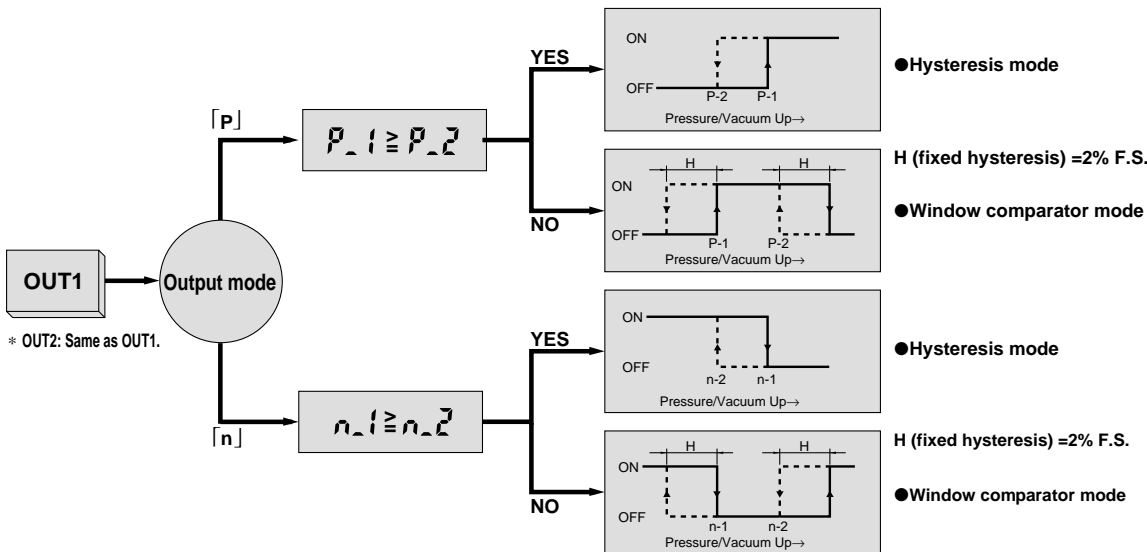 OUT1
* OUT2: Same as OUT1.
Output mode
「P」
P_1 ≧ P_2
YES
ON
OFF
P-2 P-1
Pressure/Vacuum Up→
●Hysteresis mode
NO
H H
ON
OFF
P-1 P-2
Pressure/Vacuum Up→
H (fixed hysteresis) =2% F.S.
●Window comparator mode
「n」
n_1 ≧ n_2
YES
ON
OFF
n-2 n-1
Pressure/Vacuum Up→
●Hysteresis mode
NO
H H
ON
OFF
n-1 n-2
Pressure/Vacuum Up→
H (fixed hysteresis) =2% F.S.
●Window comparator mode